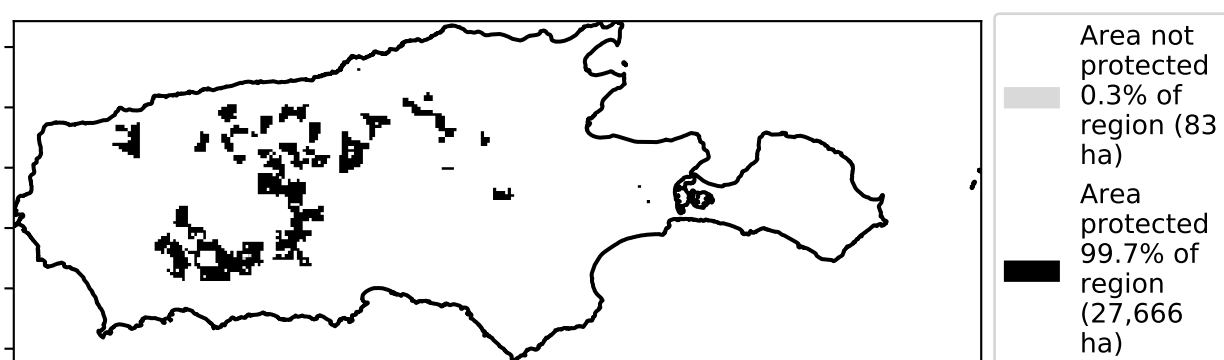 Area not
protected
0.3% of
region (83
ha)
Area
protected
99.7% of
region
(27,666
ha)